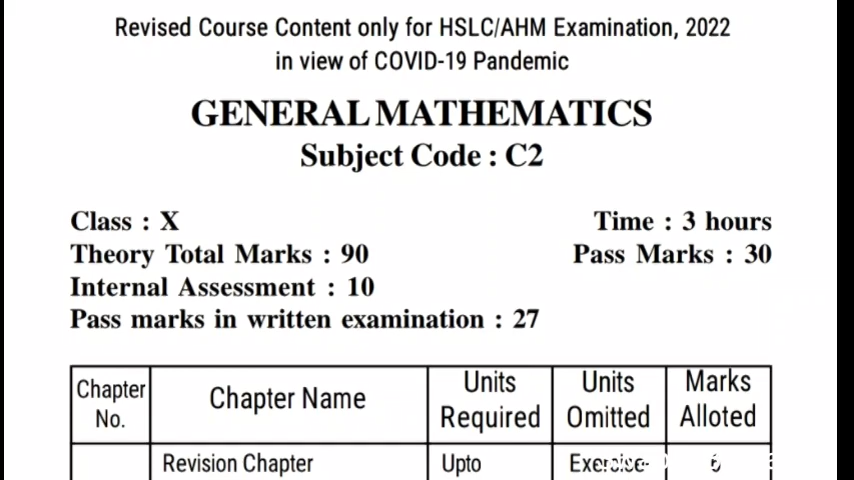 Revised Course Content only for HSLC/AHM Examination, 2022
in view of COVID-19 Pandemic
GENERAL MATHEMATICS
Subject Code : C2
Class : X
Time : 3 hours
Theory Total Marks : 90
Pass Marks : 30
Internal Assessment : 10
Pass marks in written examination : 27
Chapter No.
Chapter Name
Units Required
Units Omitted
Marks Alloted
Revision Chapter
Upto
Exercise